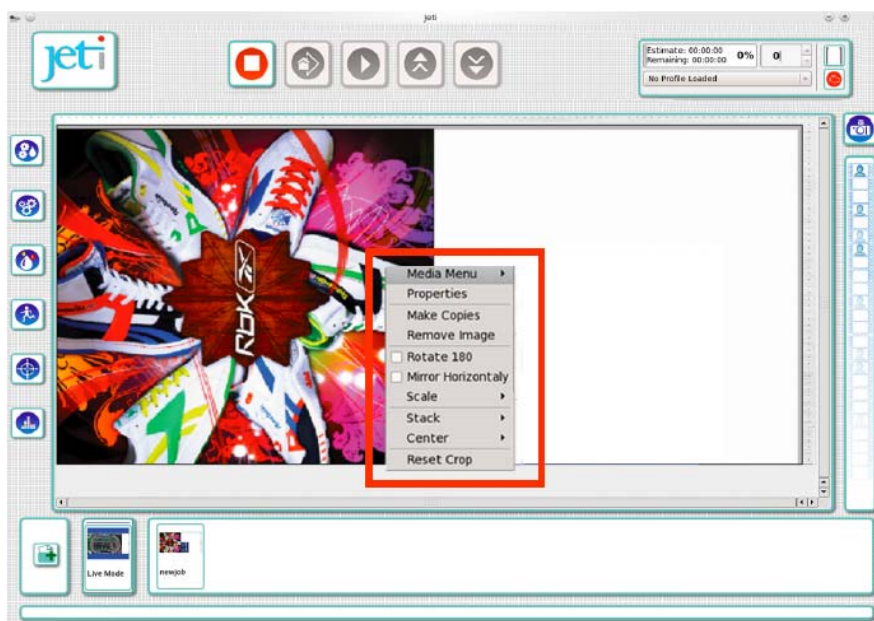 jeti
jeti
Estimate: 00:00:00
Remaining: 00:00:00
0%
0
No Profile Loaded
Rbk
Media Menu
Properties
Make Copies
Remove Image
Rotate 180
Mirror Horizontaly
Scale
Stack
Center
Reset Crop
Live Mode
newjob